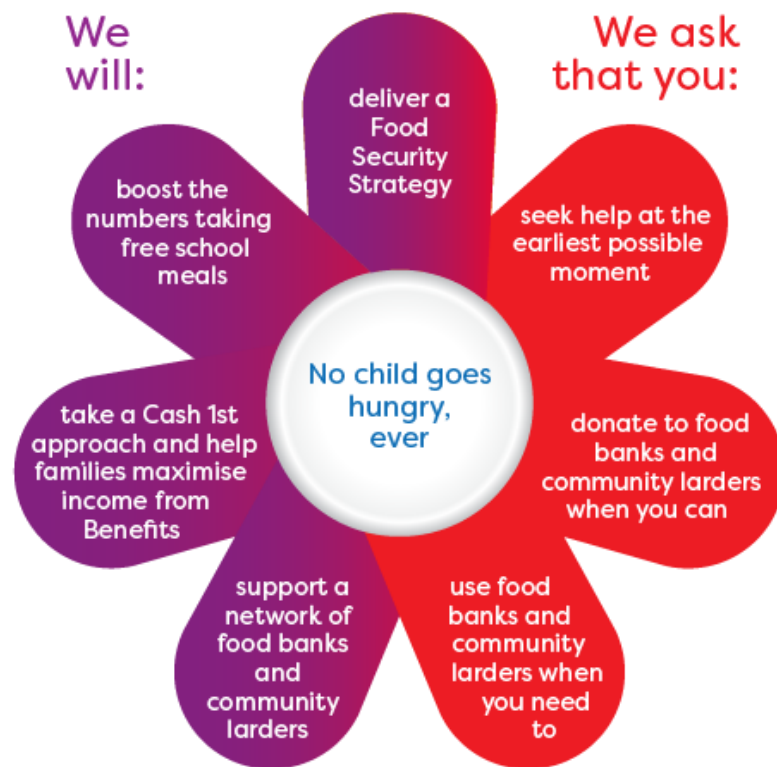 We
will:
deliver a
Food
Security
Strategy
boost the
numbers taking
free school
meals
take a Cash 1st
approach and help
families maximise
income from
Benefits
support a
network of
food banks
and
community
larders
No child goes
hungry,
ever
We ask
that you:
seek help at the
earliest possible
moment
donate to food
banks and
community larders
when you can
use food
banks and
community
larders when
you need
to